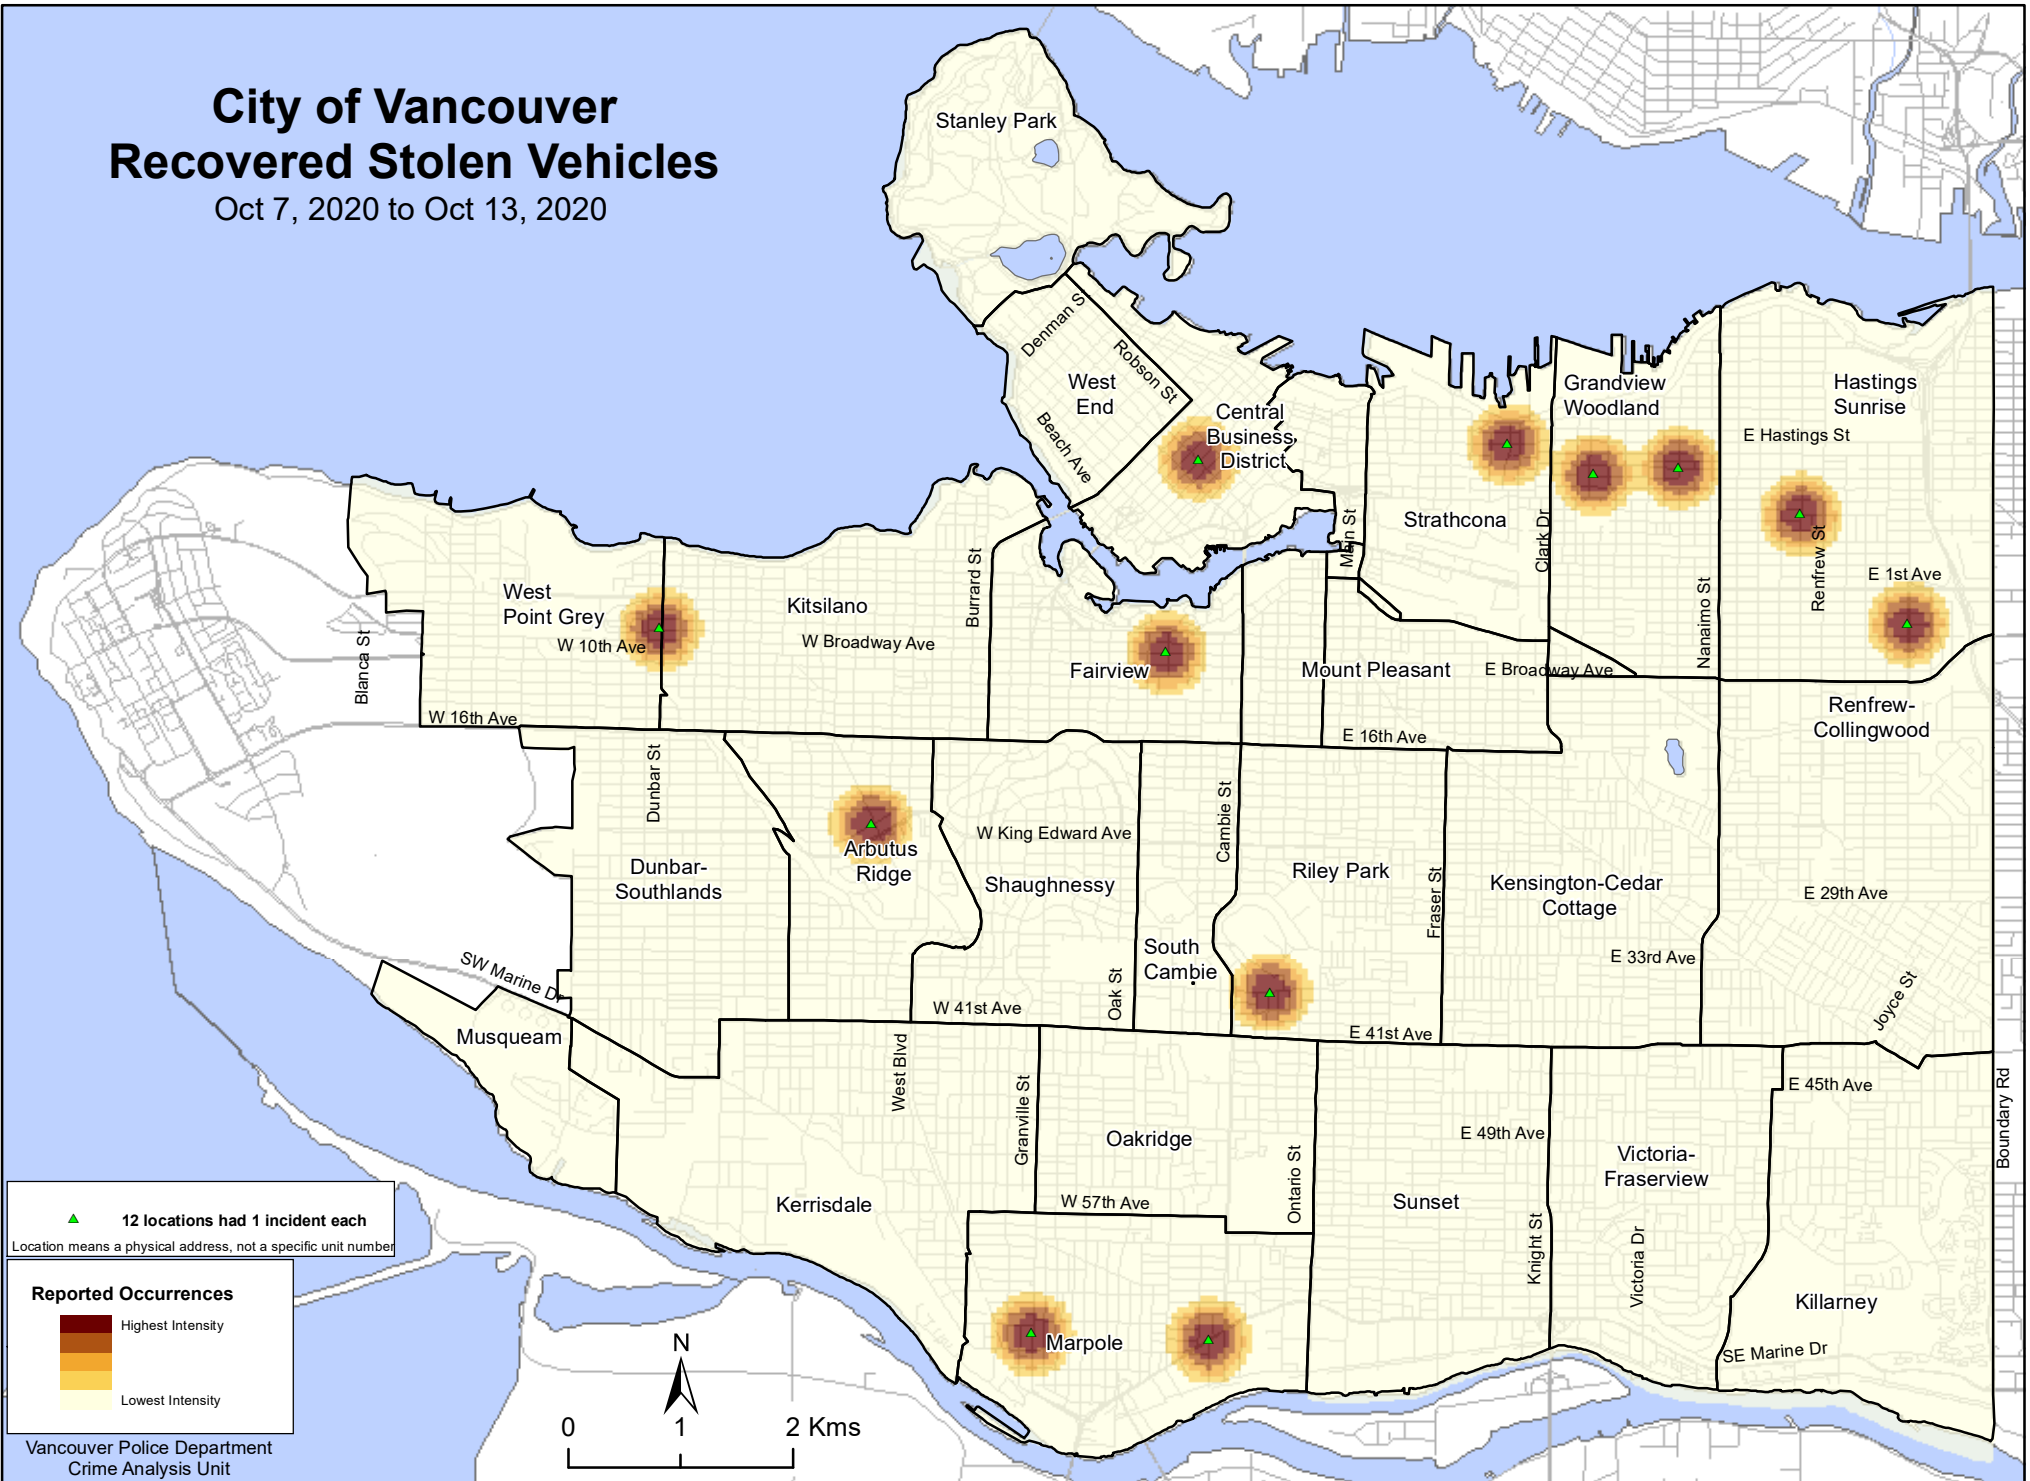 City of Vancouver
Recovered Stolen Vehicles
Oct 7, 2020 to Oct 13, 2020
Stanley Park
Denman S
Robson St
West
End
Beach Ave
Central
Business
District
Grandview
Woodland
Hastings
Sunrise
E Hastings St
Strathcona
Main St
Clark Dr
Nanaimo St
Renfrew St
E 1st Ave
West
Point Grey
W 10th Ave
Kitsilano
W Broadway Ave
Burrard St
Blanca St
Fairview
Mount Pleasant
E Broadway Ave
W 16th Ave
E 16th Ave
Renfrew-
Collingwood
Dunbar St
Cambie St
Arbutus
Ridge
W King Edward Ave
Shaughnessy
Dunbar-
Southlands
Riley Park
Fraser St
Kensington-Cedar
Cottage
E 29th Ave
South
Cambie
E 33rd Ave
SW Marine Dr
Oak St
W 41st Ave
E 41st Ave
Joyce St
Musqueam
West Blvd
Granville St
Oakridge
E 49th Ave
E 45th Ave
Boundary Rd
Victoria-
Fraserview
Kerrisdale
W 57th Ave
Ontario St
Sunset
Knight St
Victoria Dr
Killarney
SE Marine Dr
Marpole
12 locations had 1 incident each
Location means a physical address, not a specific unit number
Reported Occurrences
Highest Intensity
Lowest Intensity
Vancouver Police Department
Crime Analysis Unit
N
0 1 2 Kms